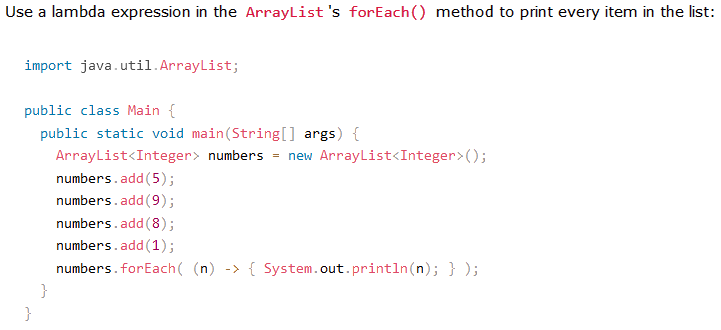 Use a lambda expression in the ArrayList's forEach() method to print every item in the list:
import java.util.ArrayList;
public class Main {
  public static void main(String[] args) {
    ArrayList<Integer> numbers = new ArrayList<Integer>();
    numbers.add(5);
    numbers.add(9);
    numbers.add(8);
    numbers.add(1);
    numbers.forEach( (n) -> { System.out.println(n); } );
  }
}